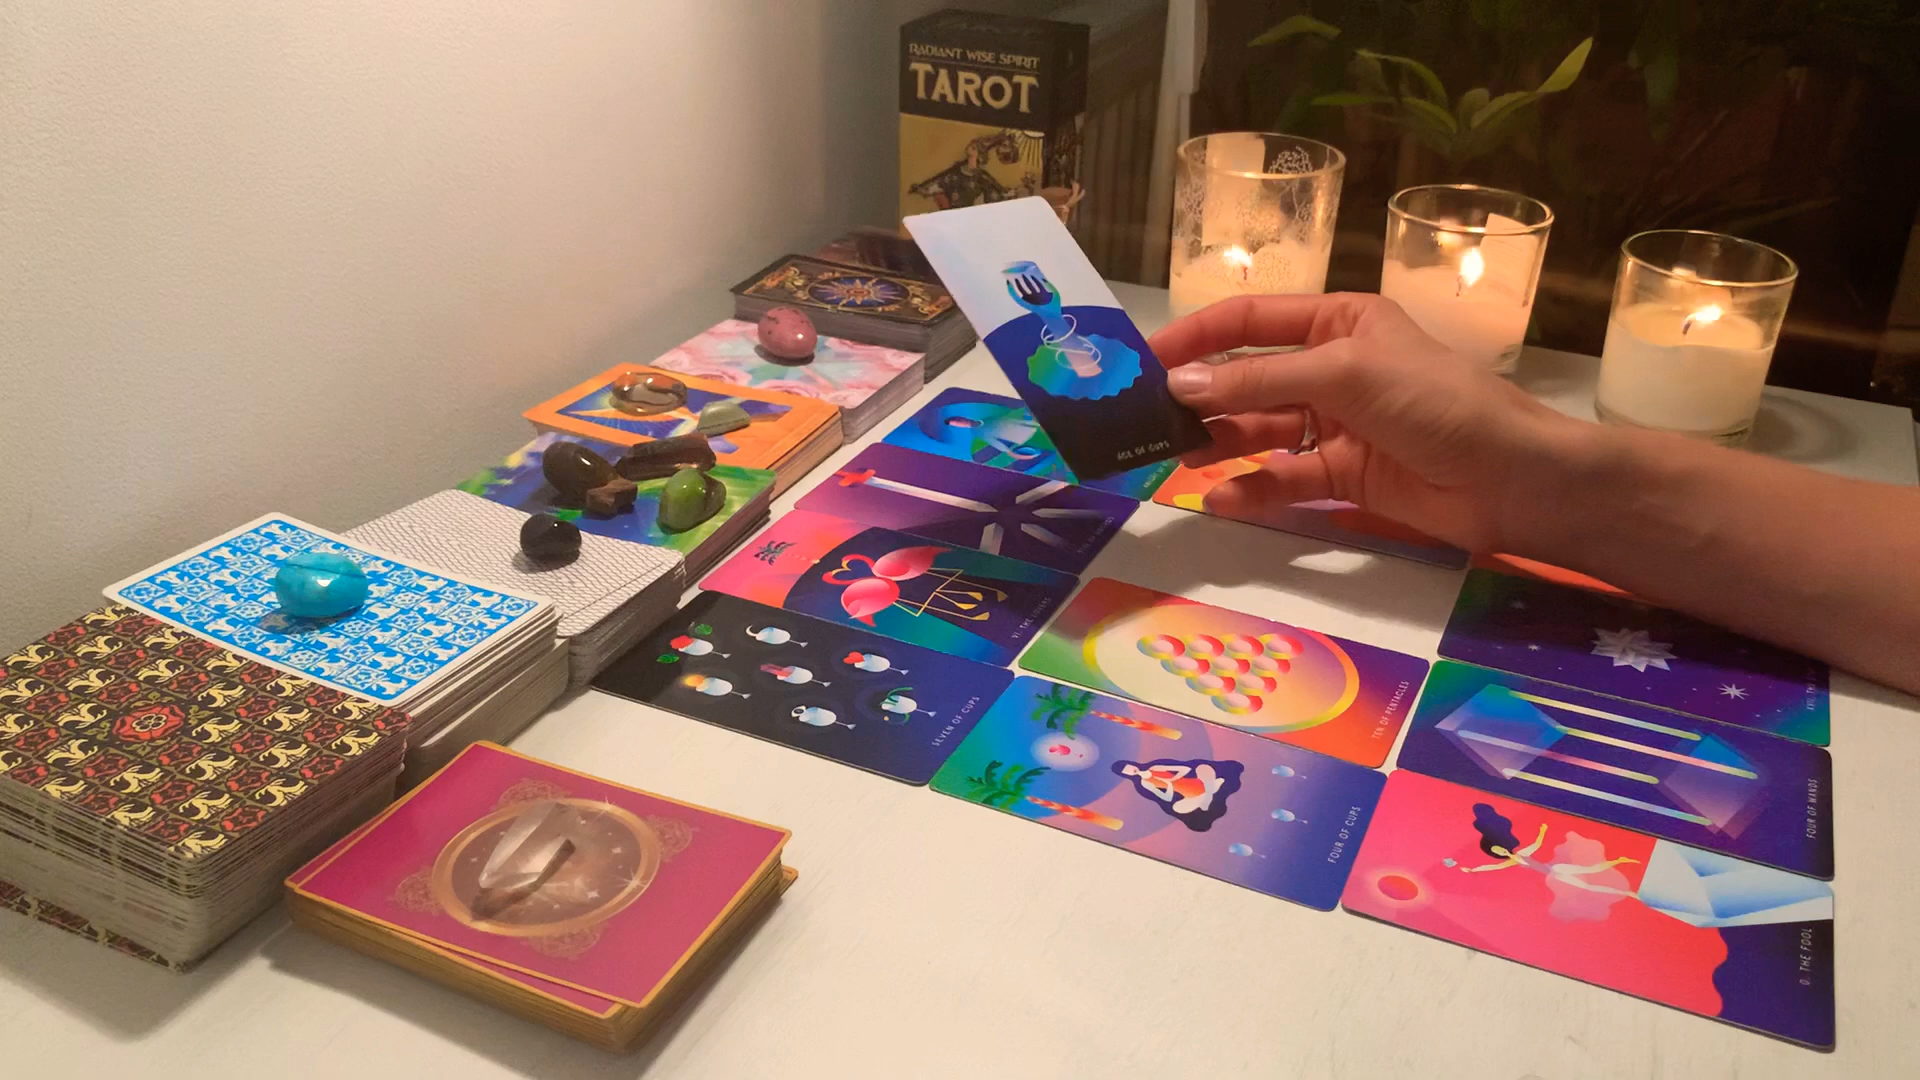 RADIANT WISE SPIRIT
TAROT
ACE OF CUPS
VI. THE LOVERS
SEVEN OF CUPS
TEN OF PENTACLES
FOUR OF CUPS
FOUR OF WANDS
0. THE FOOL